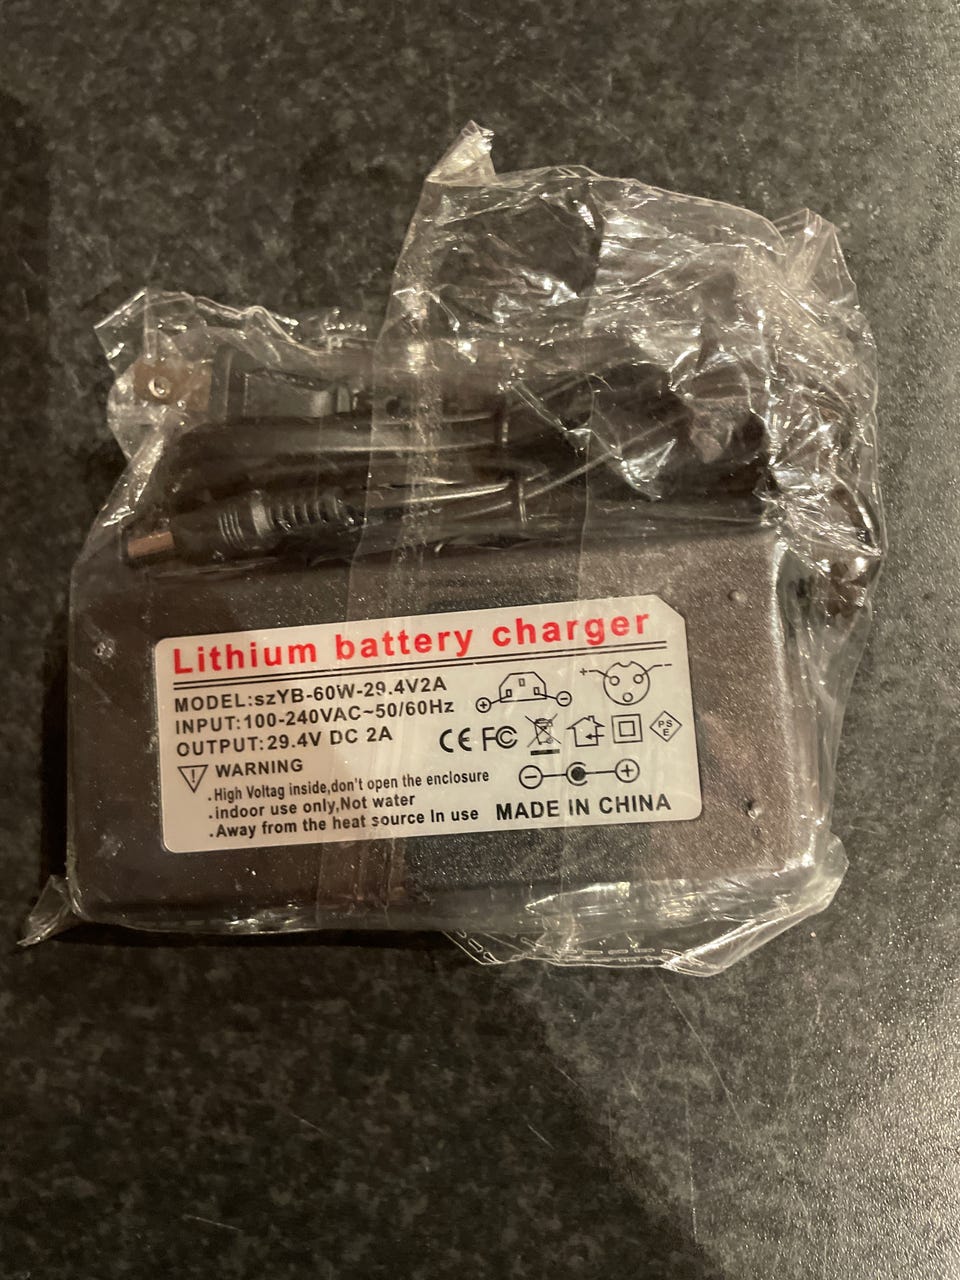 Lithium battery charger
MODEL:szYB-60W-29.4V2A
INPUT:100-240VAC~50/60Hz
OUTPUT:29.4V DC 2A
CE FC
PS
E
WARNING
.High Voltag inside,don't open the enclosure
.indoor use only,Not water
.Away from the heat source In use
MADE IN CHINA